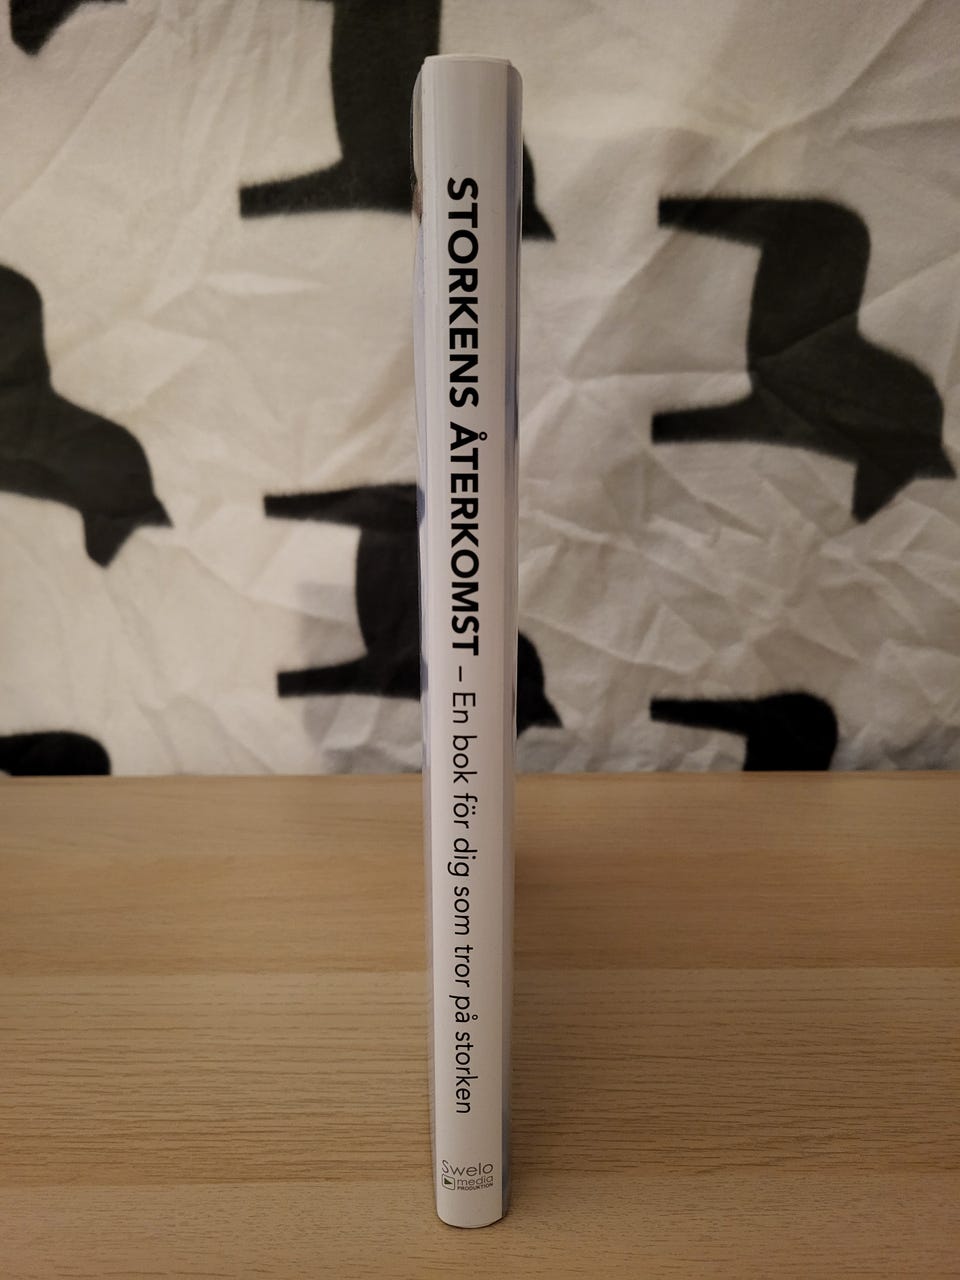 STORKENS ÅTERKOMST – En bok för dig som tror på storken
Swelo
media
PRODUKTION